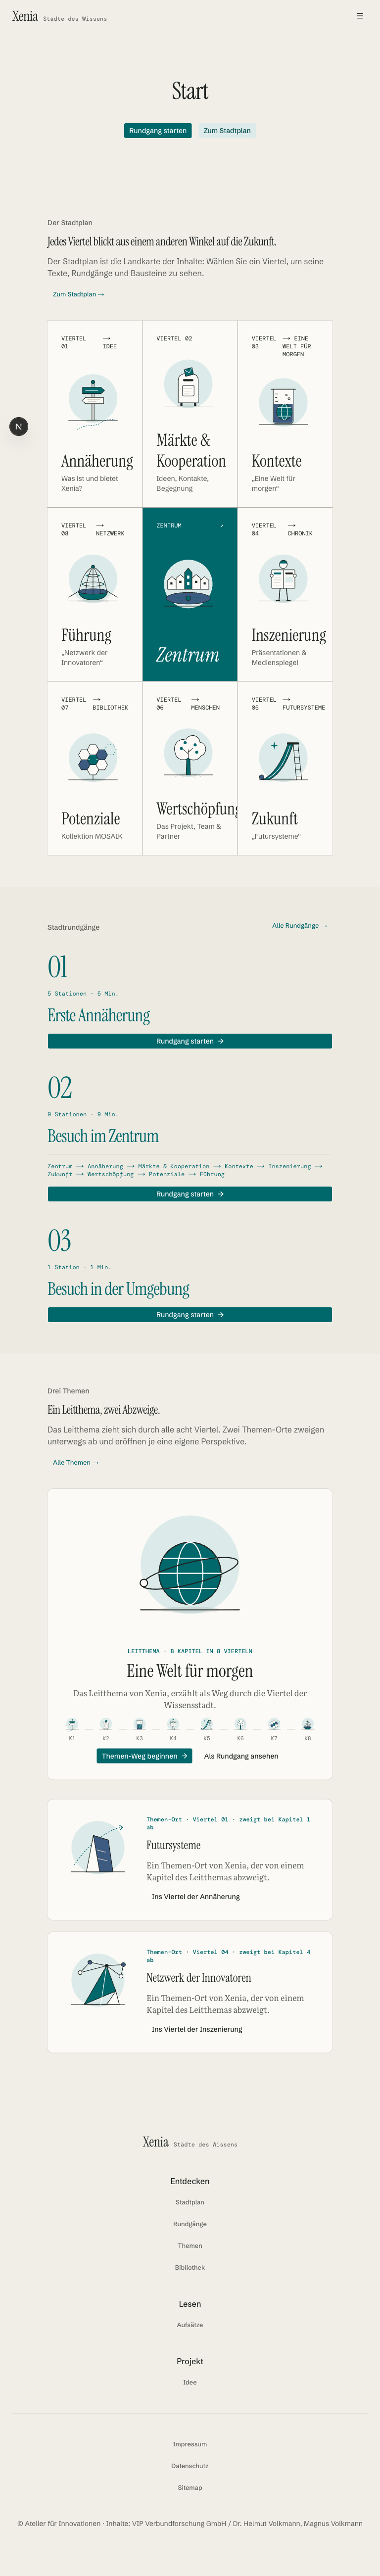 Xenia Städte des Wissens
Start
Rundgang starten Zum Stadtplan
Der Stadtplan
Jedes Viertel blickt aus einem anderen Winkel auf die Zukunft.
Der Stadtplan ist die Landkarte der Inhalte: Wählen Sie ein Viertel, um seine
Texte, Rundgänge und Bausteine zu sehen.
Zum Stadtplan →
VIERTEL 01 → IDEE
Annäherung
Was ist und bietet
Xenia?
VIERTEL 02
Märkte &
Kooperation
Ideen, Kontakte,
Begegnung
VIERTEL 03 → EINE WELT FÜR MORGEN
Kontexte
„Eine Welt für
morgen“
VIERTEL 08 → NETZWERK
Führung
„Netzwerk der
Innovatoren“
ZENTRUM ↗
Zentrum
VIERTEL 04 → CHRONIK
Inszenierung
Präsentationen &
Medienspiegel
VIERTEL 07 → BIBLIOTHEK
Potenziale
Kollektion MOSAIK
VIERTEL 06 → MENSCHEN
Wertschöpfung
Das Projekt, Team &
Partner
VIERTEL 05 → FUTURSYSTEME
Zukunft
„Futursysteme“
Stadtrundgänge
Alle Rundgänge →
01
5 Stationen · 5 Min.
Erste Annäherung
Rundgang starten →
02
9 Stationen · 9 Min.
Besuch im Zentrum
Zentrum → Annäherung → Märkte & Kooperation → Kontexte → Inszenierung →
Zukunft → Wertschöpfung → Potenziale → Führung
Rundgang starten →
03
1 Station · 1 Min.
Besuch in der Umgebung
Rundgang starten →
Drei Themen
Ein Leitthema, zwei Abzweige.
Das Leitthema zieht sich durch alle acht Viertel. Zwei Themen-Orte zweigen
unterwegs ab und eröffnen je eine eigene Perspektive.
Alle Themen →
LEITTHEMA · 8 KAPITEL IN 8 VIERTELN
Eine Welt für morgen
Das Leitthema von Xenia, erzählt als Weg durch die Viertel der
Wissensstadt.
K1 K2 K3 K4 K5 K6 K7 K8
Themen-Weg beginnen → Als Rundgang ansehen
Themen-Ort · Viertel 01 · zweigt bei Kapitel 1
ab
Futursysteme
Ein Themen-Ort von Xenia, der von einem
Kapitel des Leitthemas abzweigt.
Ins Viertel der Annäherung
Themen-Ort · Viertel 04 · zweigt bei Kapitel 4
ab
Netzwerk der Innovatoren
Ein Themen-Ort von Xenia, der von einem
Kapitel des Leitthemas abzweigt.
Ins Viertel der Inszenierung
Xenia Städte des Wissens
Entdecken
Stadtplan
Rundgänge
Themen
Bibliothek
Lesen
Aufsätze
Projekt
Idee
Impressum
Datenschutz
Sitemap
© Atelier für Innovationen · Inhalte: VIP Verbundforschung GmbH / Dr. Helmut Volkmann, Magnus Volkmann